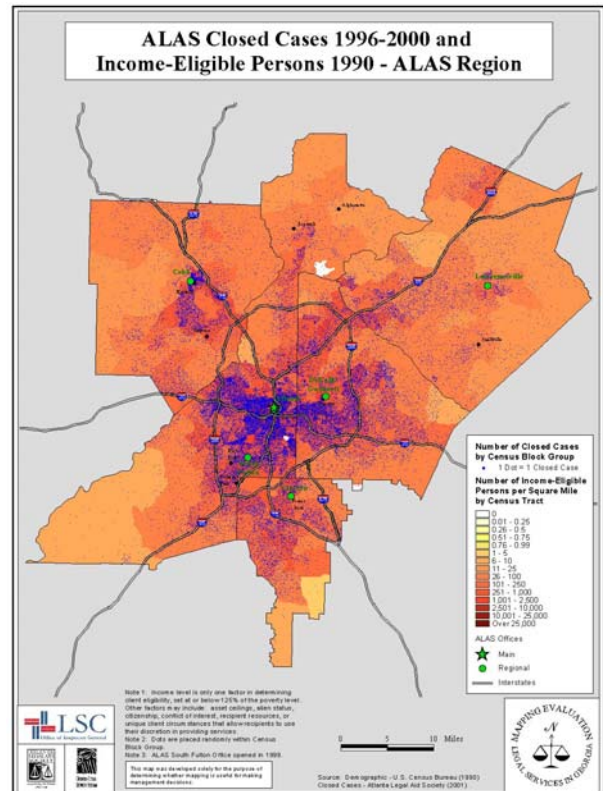 ALAS Closed Cases 1996-2000 and
Income-Eligible Persons 1990 - ALAS Region
Alpharetta
Roswell
Cobb
Lawrenceville
Number of Closed Cases
by Census Block Group
1 Dot = 1 Closed Case
Number of Income-Eligible
Persons per Square Mile
by Census Tract
0
0.01 - 0.25
0.26 - 0.5
0.51 - 0.75
0.76 - 0.99
1 - 5
6 - 10
11 - 25
26 - 100
101 - 250
251 - 1,000
1,001 - 2,500
2,501 - 10,000
10,001 - 25,000
Over 25,000
ALAS Offices
Main
Regional
Interstates
Note 1: Income level is only one factor in determining
client eligibility, set at or below 125% of the poverty level.
Other factors may include: asset ceilings, alien status,
citizenship, conflict of interest, recipient resources, or
unique client circumstances that allow recipients to use
their discretion in providing services.
Note 2: Dots are placed randomly within Census
Block Group.
Note 3: ALAS South Fulton Office opened in 1999.
This map was developed solely for the purpose of
determining whether mapping is useful for making
management decisions.
LSC
Office of Inspector General
0 5 10 Miles
Source: Demographic - U.S. Census Bureau (1990)
Closed Cases - Atlanta Legal Aid Society (2001)
MAPPING EVALUATION
LEGAL SERVICES IN GEORGIA
N